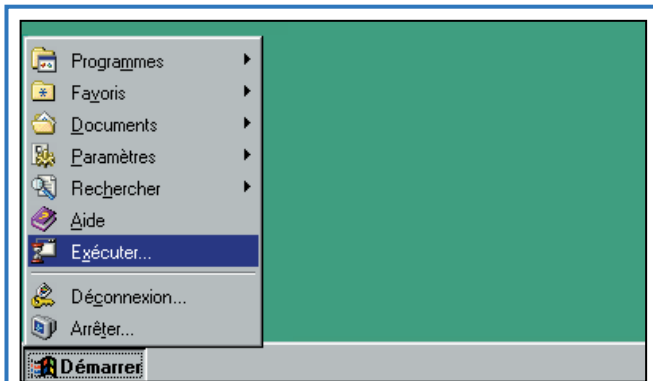 Programmes
Favoris
Documents
Paramètres
Rechercher
Aide
Exécuter...
Déconnexion...
Arrêter...
Démarrer